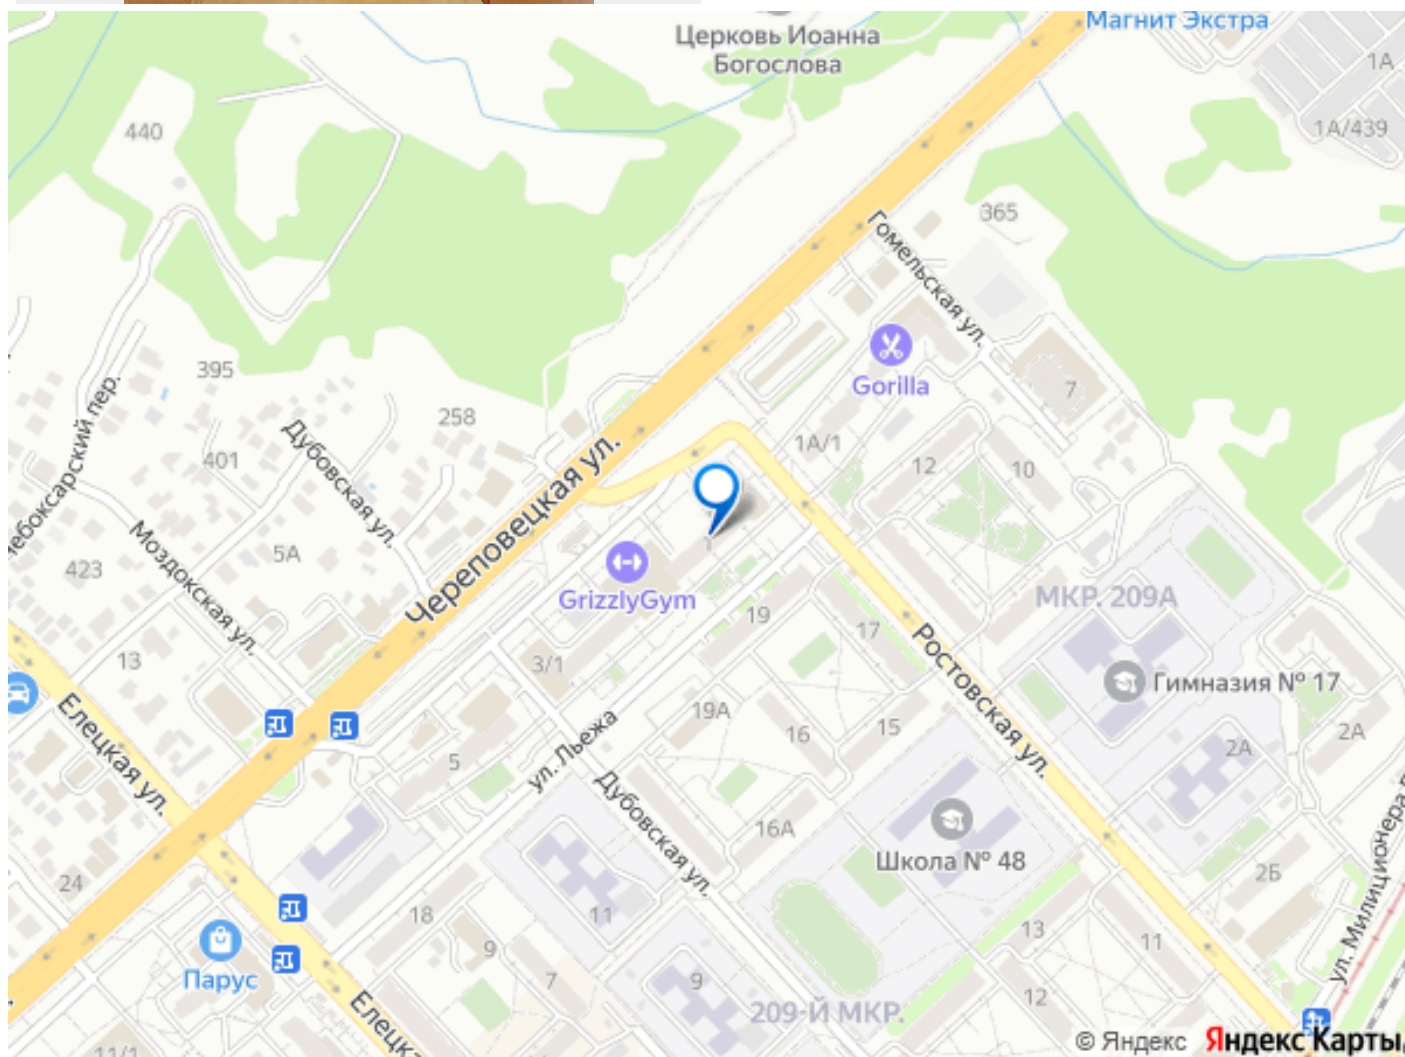 Магнит Экстра
Церковь Иоанна
Богослова
1А
1А/439
440
365
Гомельская ул.
395
Gorilla
7
258
401
Дубовская ул.
1А/1
12
10
Череповецкая ул.
Моздокская ул.
5А
423
1
GrizzlyGym
МКР. 209А
19
17
13
3/1
Ростовская ул.
Гимназия № 17
19А
16
15
2А
2А
Елецкая ул.
5
ул. Льежа
Дубовская ул.
16А
Школа № 48
24
2Б
18
11
9
13
11
Парус
7
9
12
209-Й МКР.
Елецка
11/1
ул. Милиционера
© Яндекс Яндекс Карты